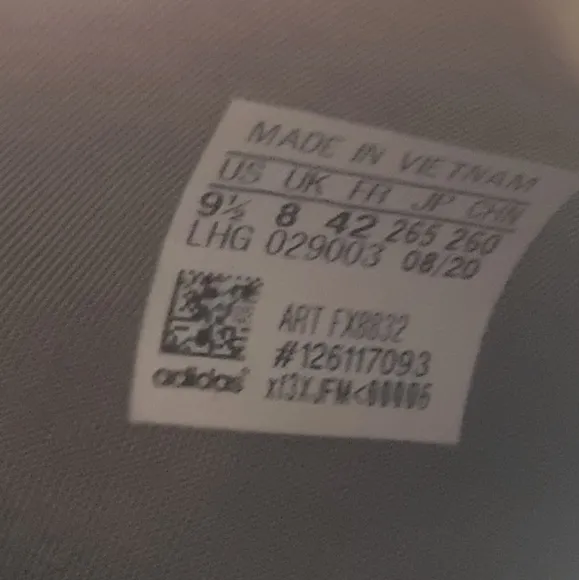 MADE IN VIETNAM
US UK FR JP CHN
9½ 8 42 265 260
LHG 029003 08/20
ART FX8832
#126117093
adidas